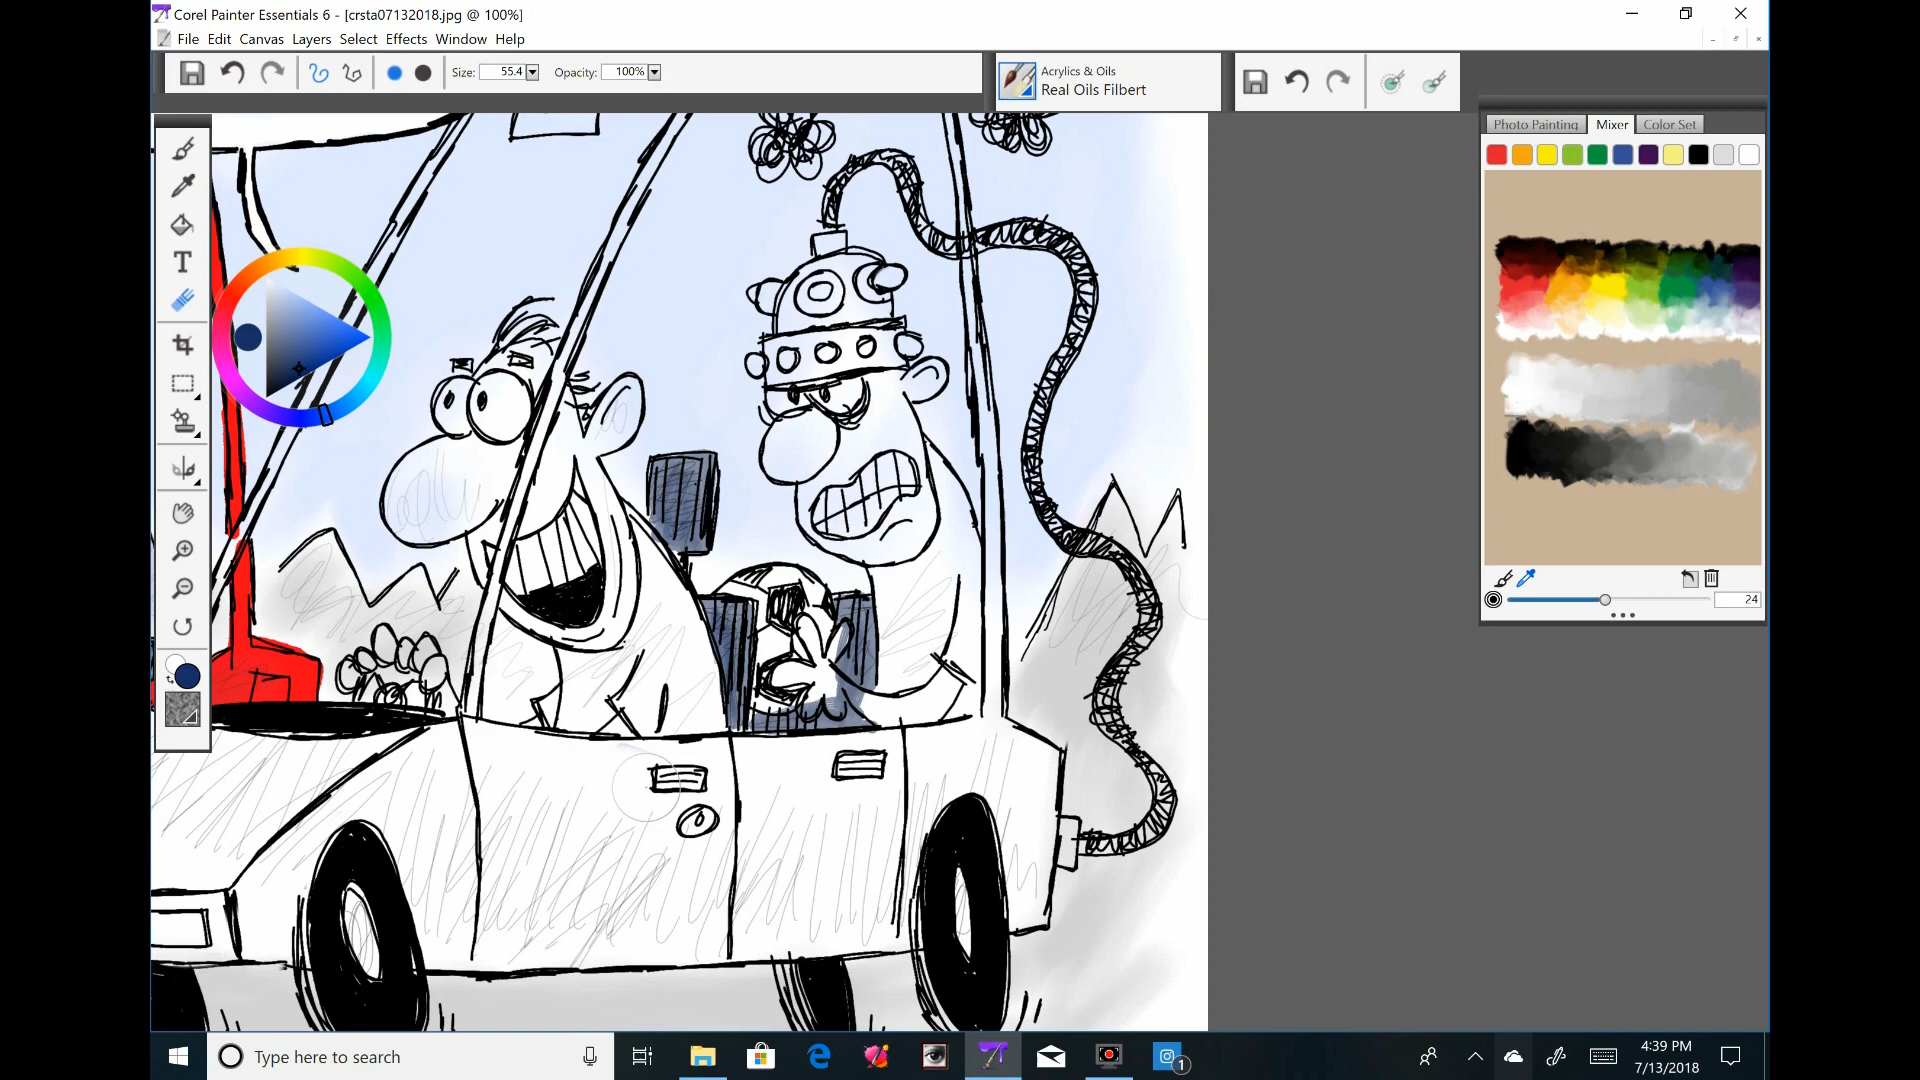 Corel Painter Essentials 6 - [crsta07132018.jpg @ 100%]
File Edit Canvas Layers Select Effects Window Help
Size: 55.4 Opacity: 100%
Acrylics & Oils
Real Oils Filbert
Photo Painting Mixer Color Set
T
24
Type here to search
1
4:39 PM
7/13/2018